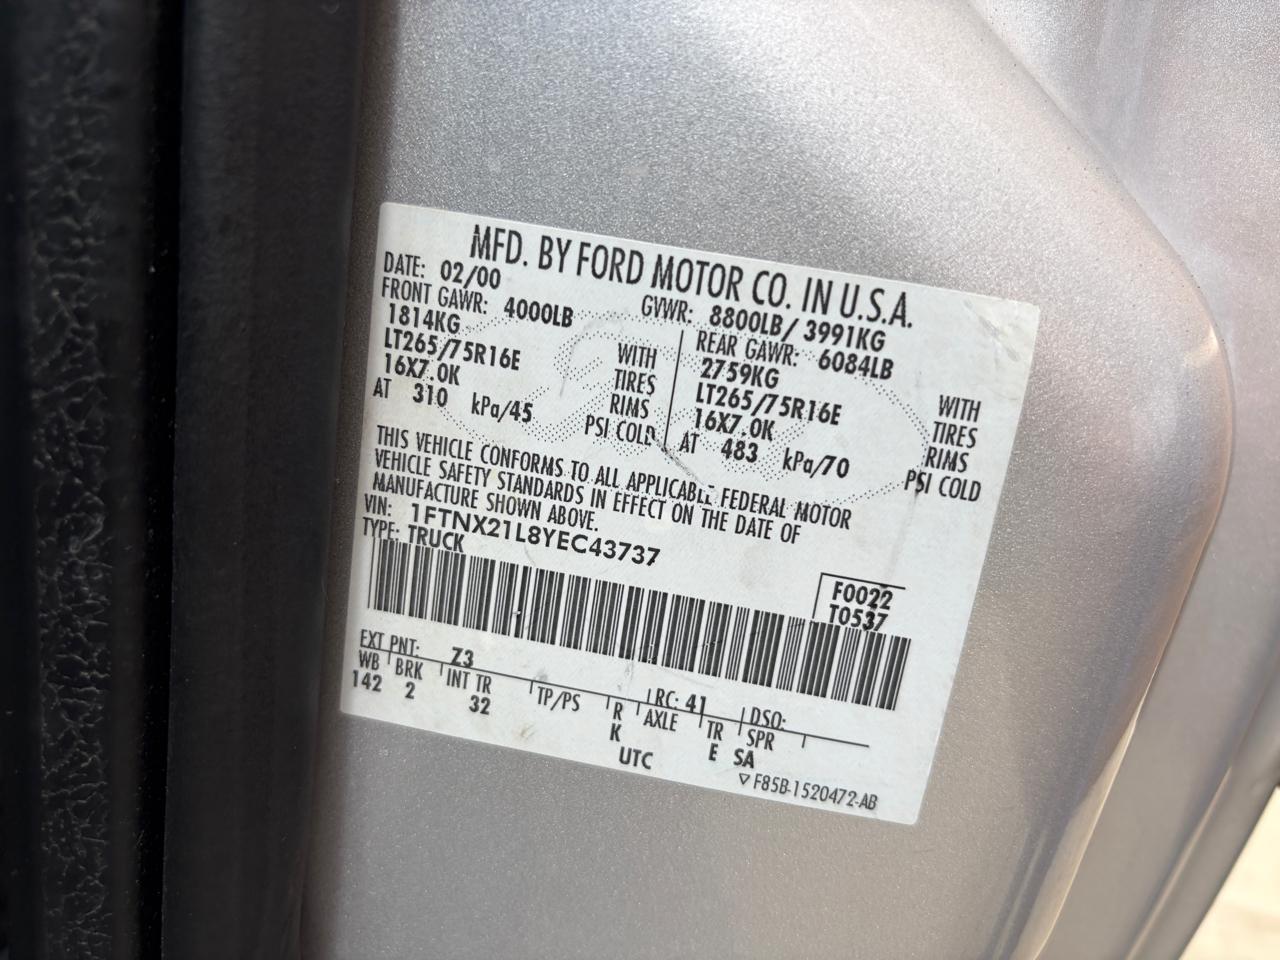 MFD. BY FORD MOTOR CO. IN U.S.A.
DATE: 02/00 GVWR: 8800LB/ 3991KG
FRONT GAWR: 4000LB REAR GAWR: 6084LB
1814KG WITH 2759KG WITH
LT265/75R16E TIRES LT265/75R16E TIRES
16X7.0K RIMS 16X7.0K RIMS
AT 310 kPa/45 PSI COLD AT 483 kPa/70 PSI COLD
THIS VEHICLE CONFORMS TO ALL APPLICABLE FEDERAL MOTOR
VEHICLE SAFETY STANDARDS IN EFFECT ON THE DATE OF
MANUFACTURE SHOWN ABOVE.
VIN: 1FTNX21L8YEC43737
TYPE: TRUCK
F0022
T0537
EXT PNT: Z3 RC: 41 DSO:
WB BRK INT TR TP/PS R AXLE TR SPR
142 2 32 K E SA
UTC
▽ F85B-1520472-AB